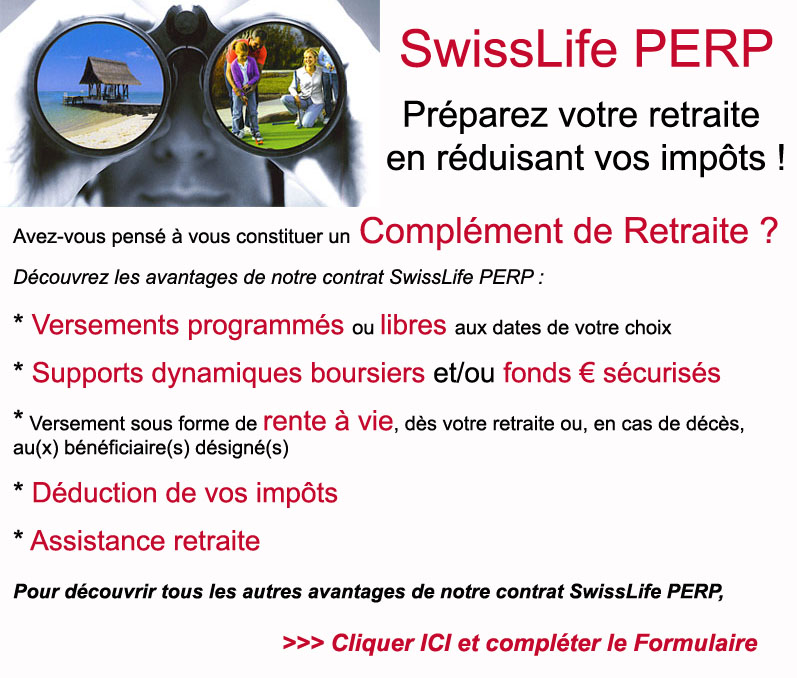 SwissLife PERP
Préparez votre retraite
en réduisant vos impôts !
Avez-vous pensé à vous constituer un Complément de Retraite ?
Découvrez les avantages de notre contrat SwissLife PERP :
* Versements programmés ou libres aux dates de votre choix
* Supports dynamiques boursiers et/ou fonds € sécurisés
* Versement sous forme de rente à vie, dès votre retraite ou, en cas de décès,
au(x) bénéficiaire(s) désigné(s)
* Déduction de vos impôts
* Assistance retraite
Pour découvrir tous les autres avantages de notre contrat SwissLife PERP,
>>> Cliquer ICI et compléter le Formulaire